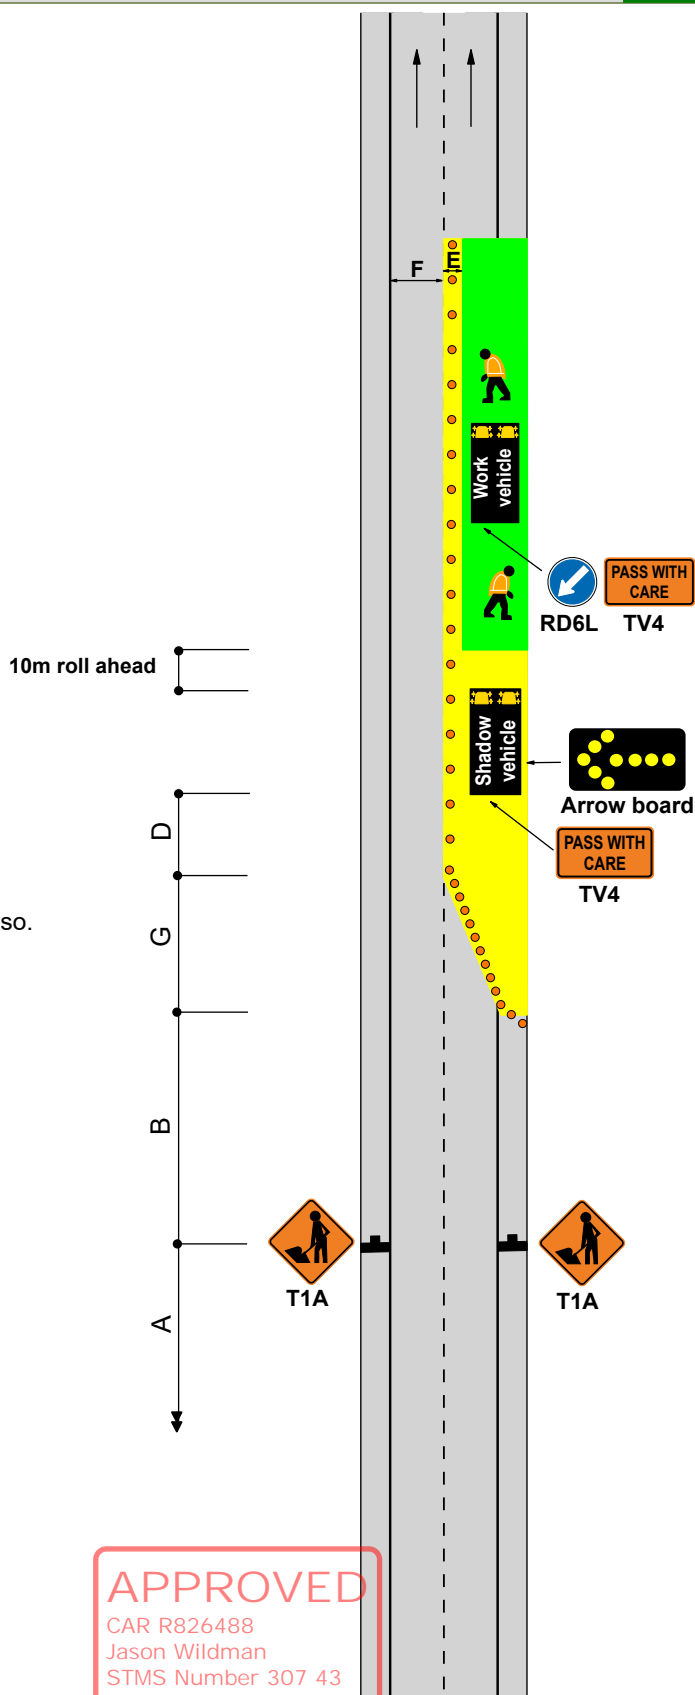 F
E
Work
vehicle
PASS WITH
CARE
RD6L
TV4
10m roll ahead
Shadow
vehicle
Arrow board
D
PASS WITH
CARE
TV4
so.
G
B
T1A
T1A
A
APPROVED
CAR R826488
Jason Wildman
STMS Number 307 43